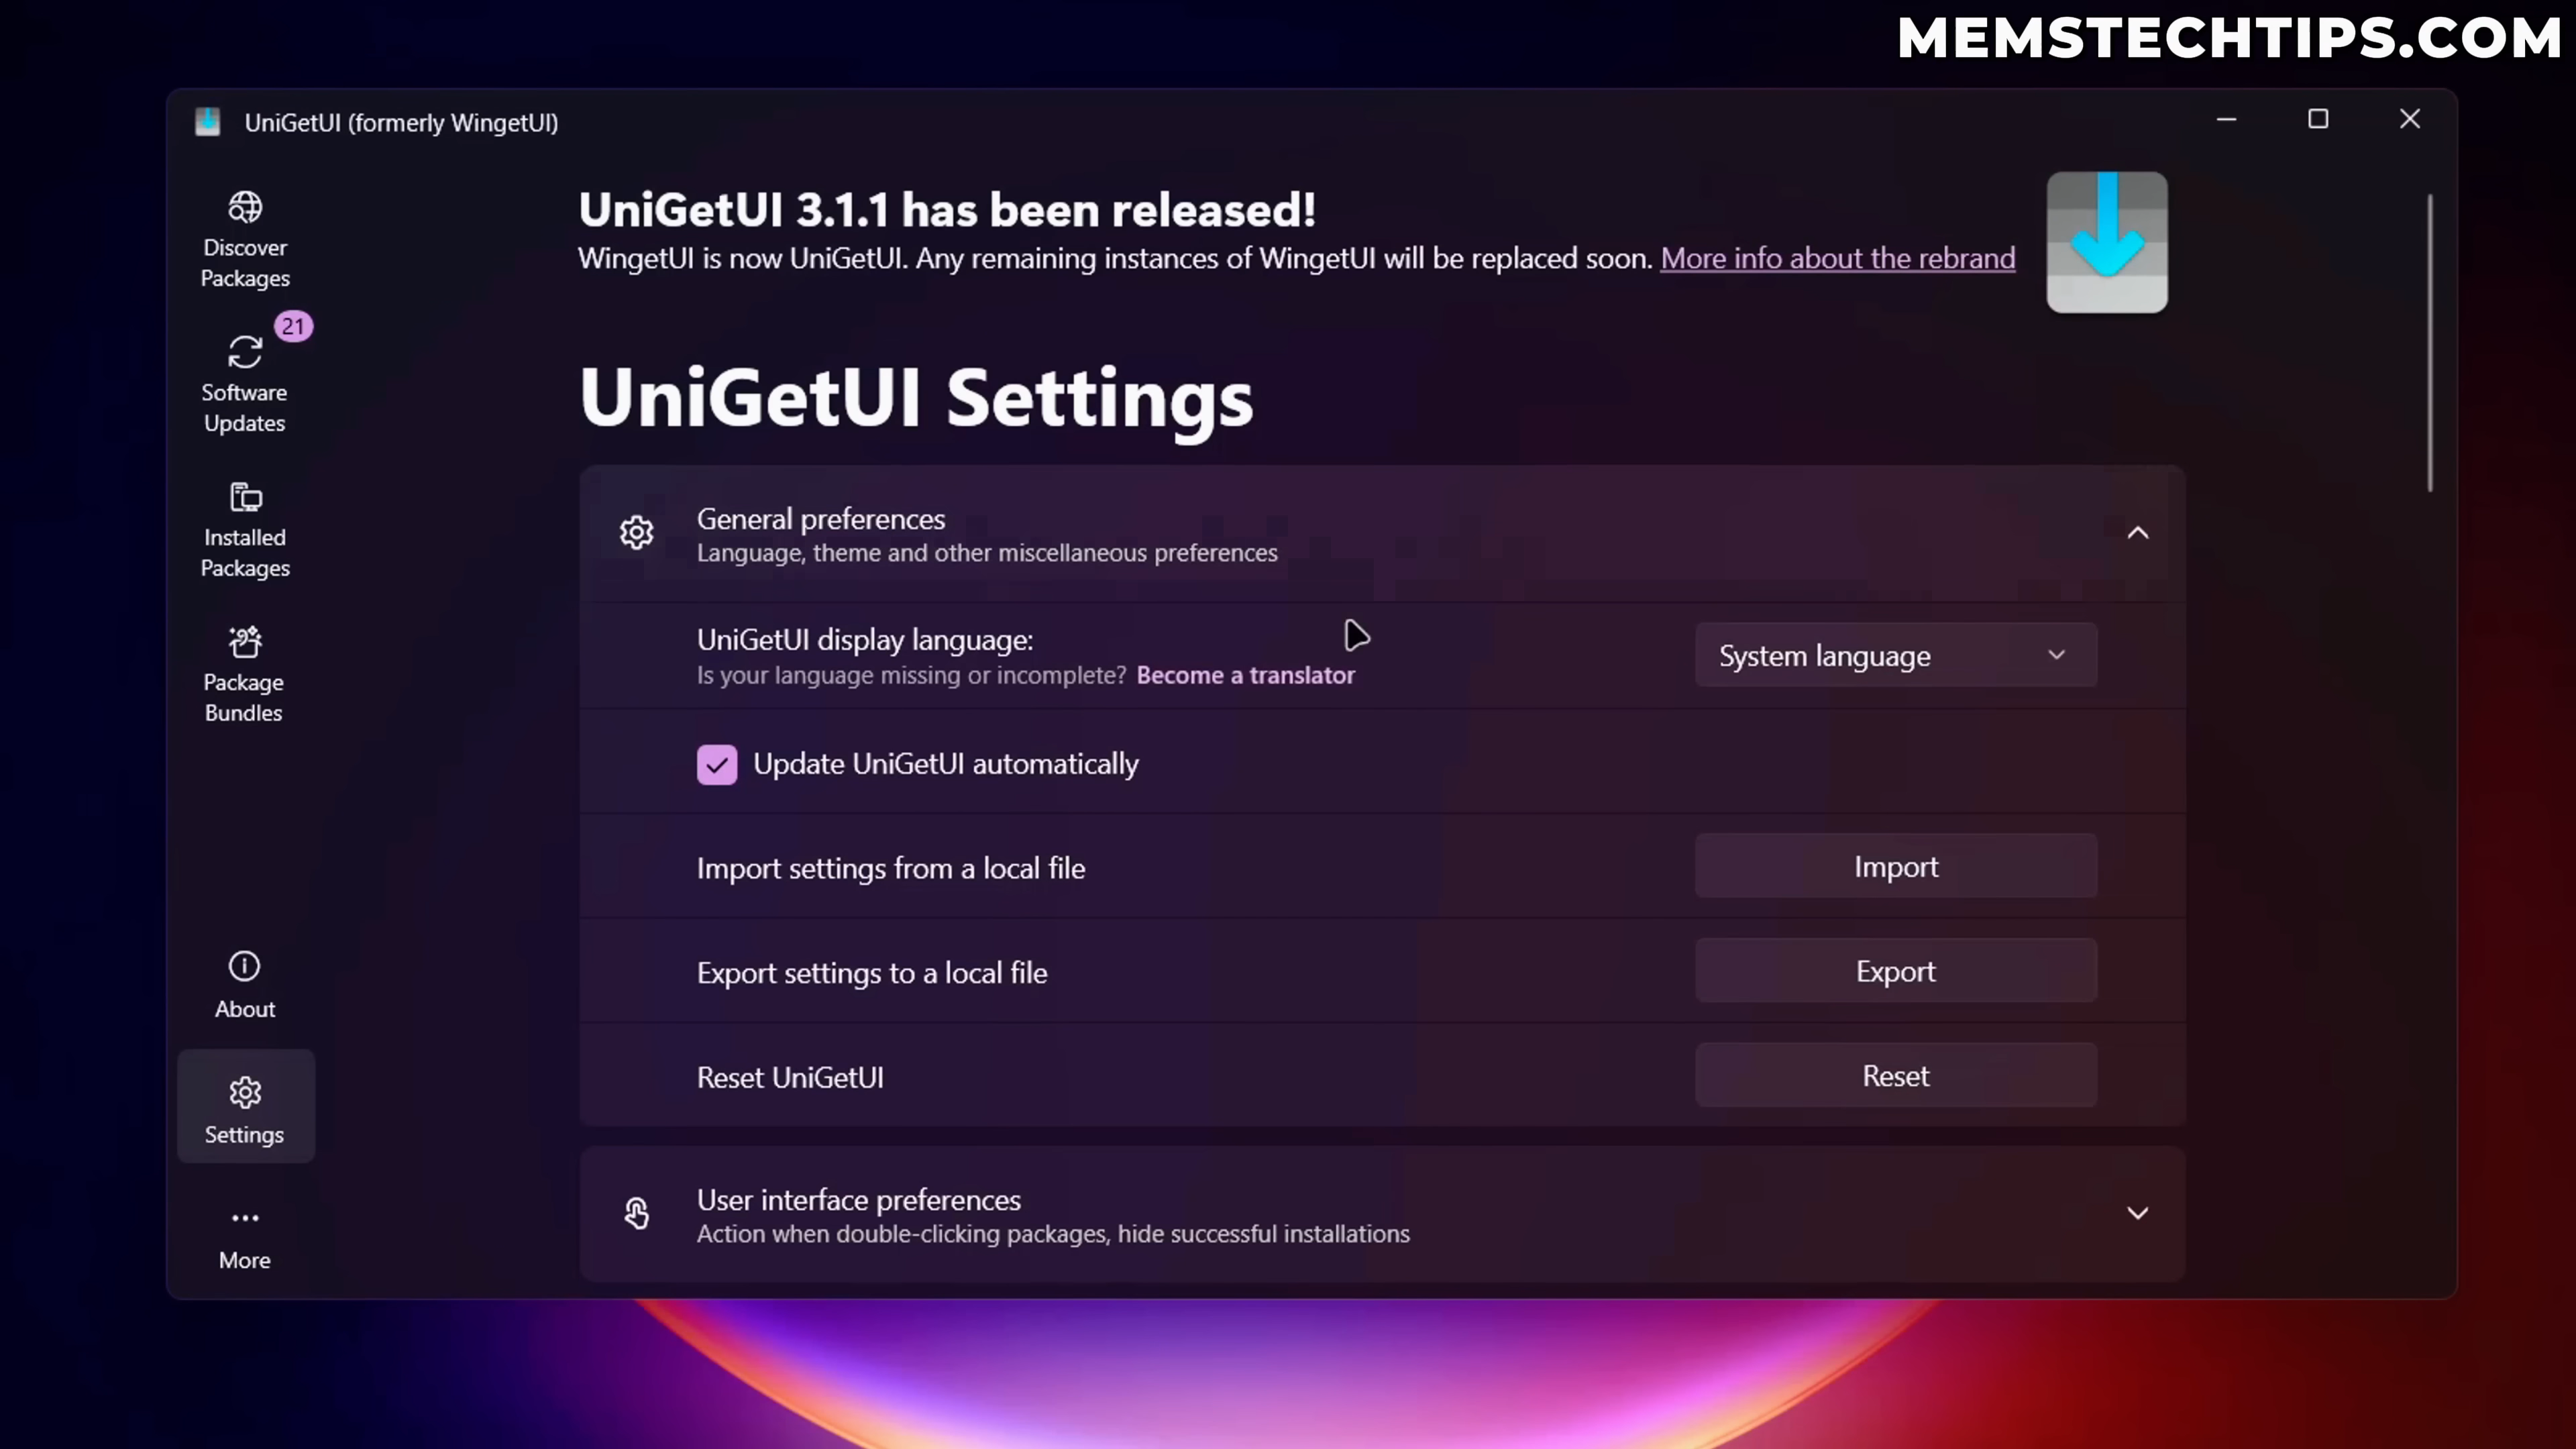 MEMSTECHTIPS.COM
UniGetUI (formerly WingetUI)
Discover
Packages
21
Software
Updates
Installed
Packages
Package
Bundles
About
Settings
More
UniGetUI 3.1.1 has been released!
WingetUI is now UniGetUI. Any remaining instances of WingetUI will be replaced soon. More info about the rebrand
UniGetUI Settings
General preferences
Language, theme and other miscellaneous preferences
UniGetUI display language:
Is your language missing or incomplete? Become a translator
System language
Update UniGetUI automatically
Import settings from a local file
Import
Export settings to a local file
Export
Reset UniGetUI
Reset
User interface preferences
Action when double-clicking packages, hide successful installations